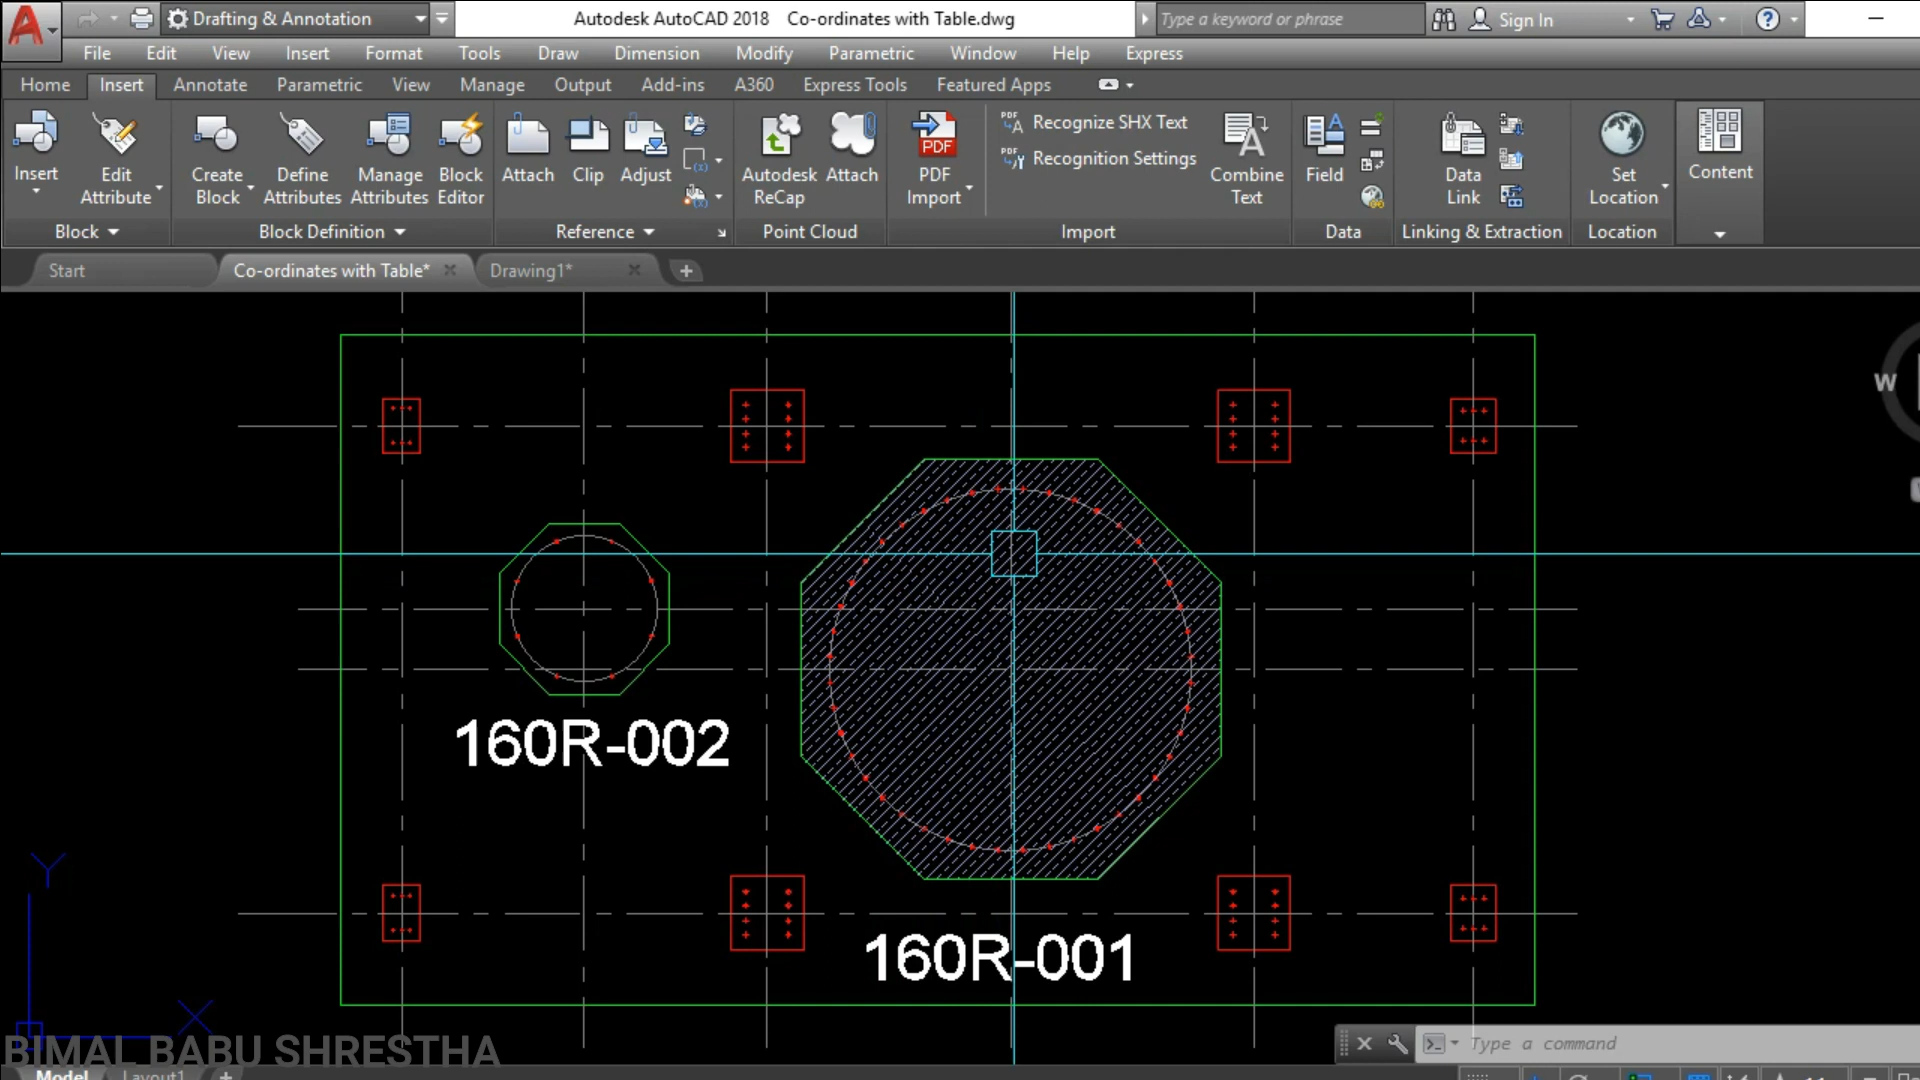 Drafting & Annotation Autodesk AutoCAD 2018 Co-ordinates with Table.dwg Type a keyword or phrase Sign In
File Edit View Insert Format Tools Draw Dimension Modify Parametric Window Help Express
Home Insert Annotate Parametric View Manage Output Add-ins A360 Express Tools Featured Apps
Insert
Edit Attribute
Create Block
Define Attributes
Manage Attributes
Block Editor
Attach
Clip
Adjust
Autodesk ReCap
Attach
PDF
PDF Import
Recognize SHX Text
Recognition Settings
Combine Text
Field
Data Link
Set Location
Content
Block Block Definition Reference Point Cloud Import Data Linking & Extraction Location
Start Co-ordinates with Table* Drawing1*
W
160R-002
160R-001
Y
X
BIMAL BABU SHRESTHA
Type a command
Model Layout1